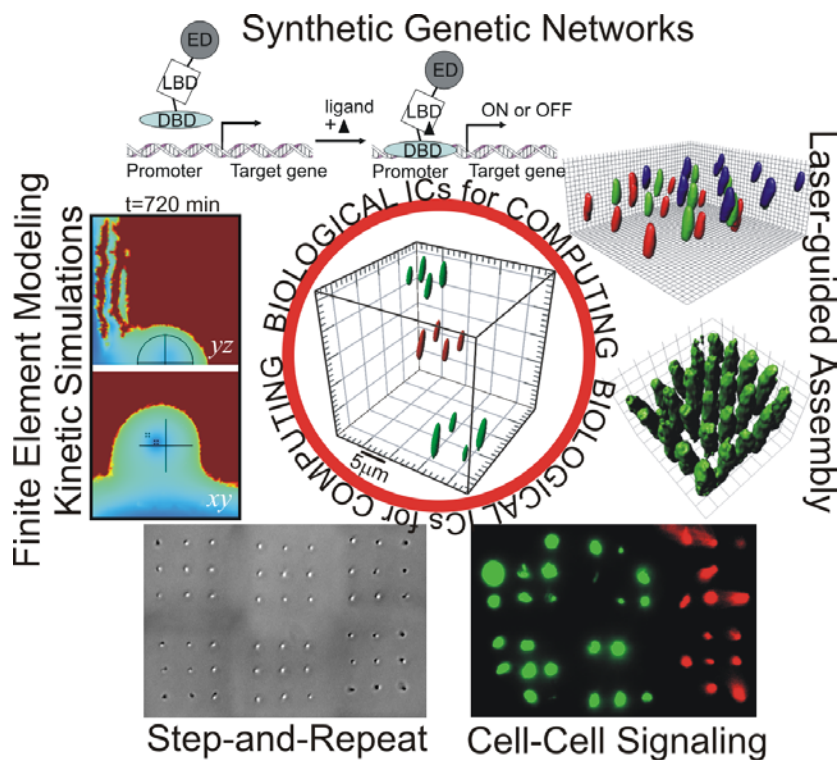 Synthetic Genetic Networks
ED
LBD
DBD
ligand
+
ED
LBD
DBD
ON or OFF
Promoter
Target gene
Promoter
Target gene
t=720 min
yz
xy
Finite Element Modeling
Kinetic Simulations
BIOLOGICAL ICs for COMPUTING
BIOLOGICAL ICs for COMPUTING
5μm
Laser-guided Assembly
Step-and-Repeat
Cell-Cell Signaling